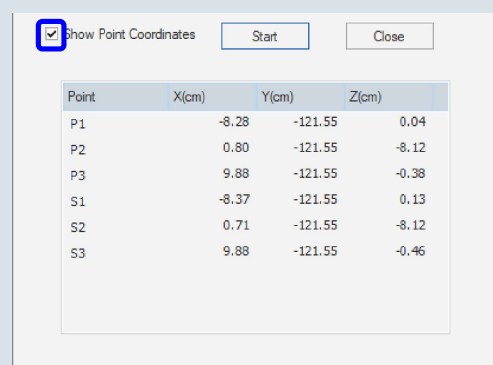 Show Point Coordinates Start Close
Point X(cm) Y(cm) Z(cm)
P1 -8.28 -121.55 0.04
P2 0.80 -121.55 -8.12
P3 9.88 -121.55 -0.38
S1 -8.37 -121.55 0.13
S2 0.71 -121.55 -8.12
S3 9.88 -121.55 -0.46